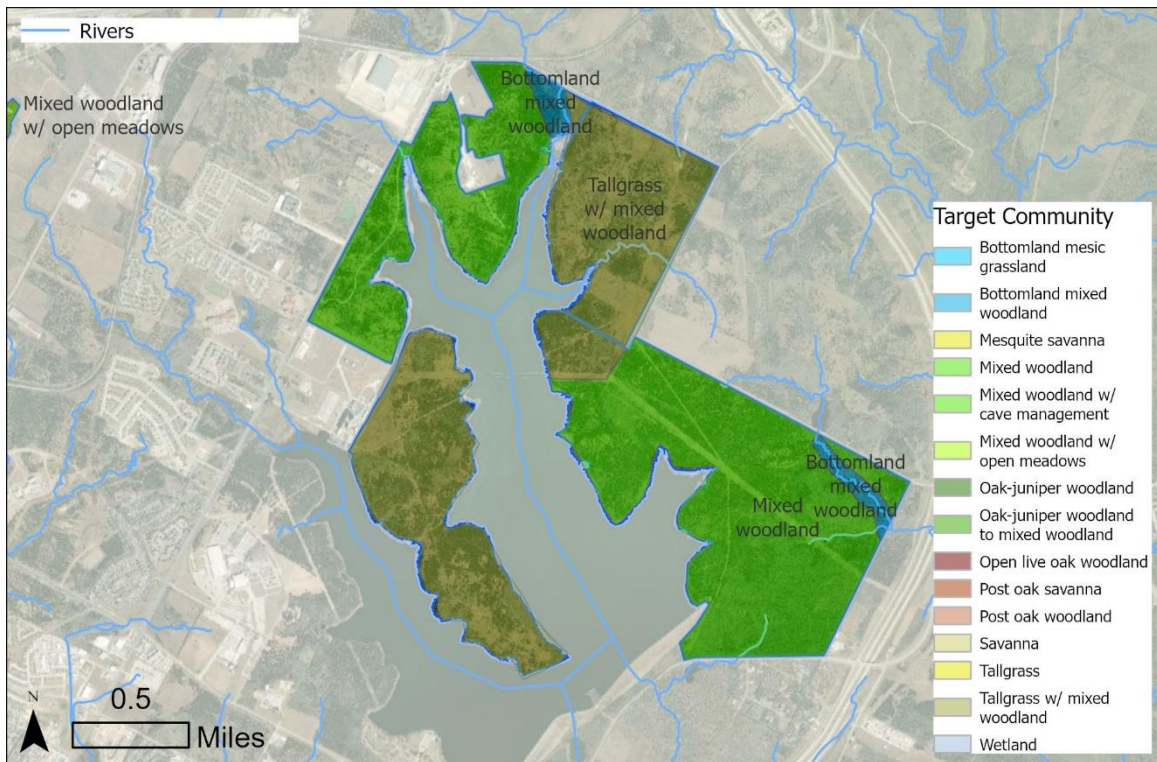 Rivers
Mixed woodland
w/ open meadows
Bottomland
mixed
woodland
Tallgrass
w/ mixed
woodland
Bottomland
mixed
woodland
Mixed
woodland
Target Community
Bottomland mesic
grassland
Bottomland mixed
woodland
Mesquite savanna
Mixed woodland
Mixed woodland w/
cave management
Mixed woodland w/
open meadows
Oak-juniper woodland
Oak-juniper woodland
to mixed woodland
Open live oak woodland
Post oak savanna
Post oak woodland
Savanna
Tallgrass
Tallgrass w/ mixed
woodland
Wetland
N
0.5
Miles